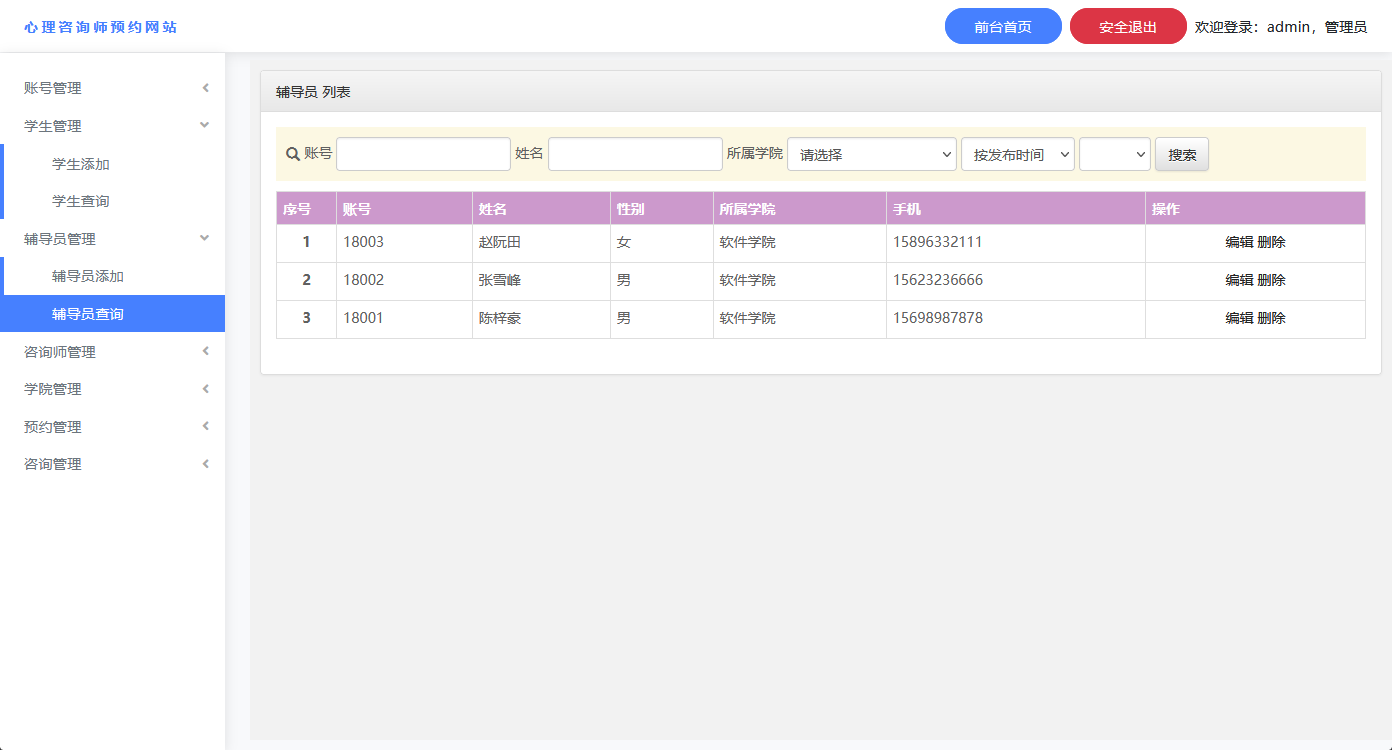 心理咨询师预约网站
前台首页 安全退出 欢迎登录：admin，管理员
账号管理
学生管理
学生添加
学生查询
辅导员管理
辅导员添加
辅导员查询
咨询师管理
学院管理
预约管理
咨询管理
辅导员 列表
账号 姓名 所属学院 请选择 按发布时间 搜索
序号 账号 姓名 性别 所属学院 手机 操作
1 18003 赵阮田 女 软件学院 15896332111 编辑 删除
2 18002 张雪峰 男 软件学院 15623236666 编辑 删除
3 18001 陈梓豪 男 软件学院 15698987878 编辑 删除